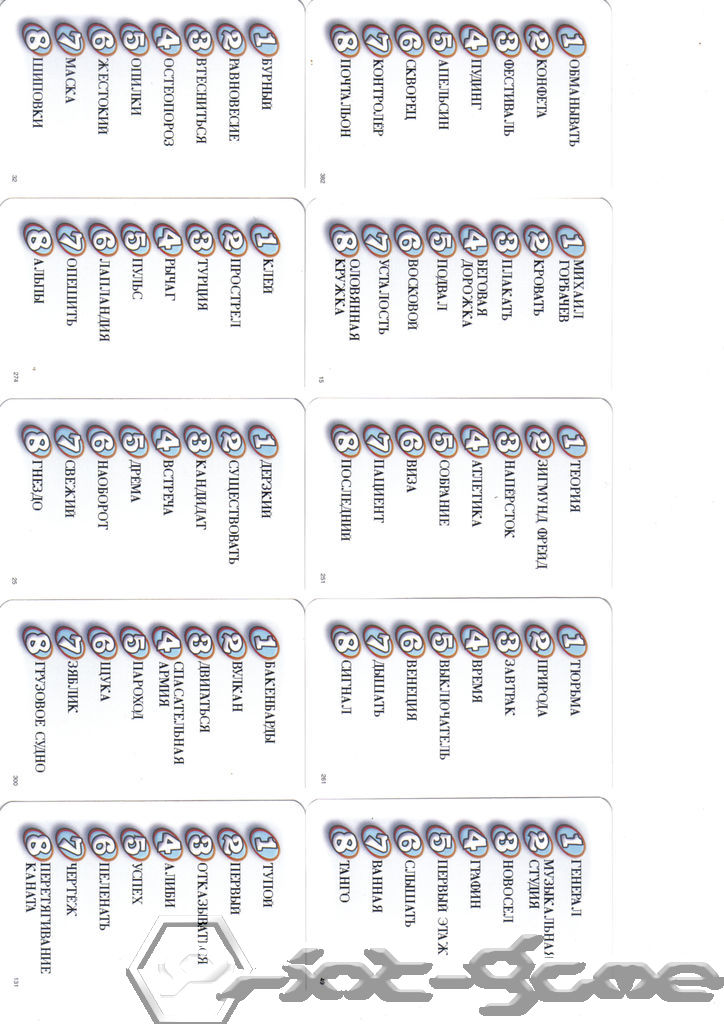 1 ОБМАНЫВАТЬ
2 КОНФЕТА
3 ФЕСТИВАЛЬ
4 ПУДИНГ
5 АПЕЛЬСИН
6 СКВОРЕЦ
7 КОНТРОЛЁР
8 ПОЧТАЛЬОН
382
1 МИХАИЛ
ГОРБАЧЕВ
2 КРОВАТЬ
3 ПЛАКАТЬ
4 БЕГОВАЯ
ДОРОЖКА
5 ПОДВАЛ
6 ВОСКОВОЙ
7 УСТАЛОСТЬ
8 ОЛОВЯННАЯ
КРУЖКА
15
1 ТЕОРИЯ
2 ЗИГМУНД ФРЕЙД
3 НАПЕРСТОК
4 АТЛЕТИКА
5 СОБРАНИЕ
6 ВИЗА
7 ПАЦИЕНТ
8 ПОСЛЕДНИЙ
251
1 ТЮРЬМА
2 ПРИРОДА
3 ЗАВТРАК
4 ВРЕМЯ
5 ВЫКЛЮЧАТЕЛЬ
6 ВЕНЕЦИЯ
7 ДЫШАТЬ
8 СИГНАЛ
261
1 ГЕНЕРАЛ
2 МУЗЫКАЛЬНАЯ
СТУДИЯ
3 НОВОСЕЛ
4 ГРАФИН
5 ПЕРВЫЙ ЭТАЖ
6 СЛЫШАТЬ
7 ВАННАЯ
8 ТАНГО
1 БУРНЫЙ
2 РАВНОВЕСИЕ
3 ВТЕСНИТЬСЯ
4 ОСТЕОПОРОЗ
5 ОПИЛКИ
6 ЖЕСТОКИЙ
7 МАСКА
8 ШИПОВКИ
32
1 КЛЕЙ
2 ПРОСТРЕЛ
3 ТУРЦИЯ
4 РЫЧАГ
5 ПУЛЬС
6 ЛАПЛАНДИЯ
7 ОПЕШИТЬ
8 АЛЬПЫ
274
1 ДЕРЗКИЙ
2 СУЩЕСТВОВАТЬ
3 КАНДИДАТ
4 ВСТРЕЧА
5 ДРЁМА
6 НАОБОРОТ
7 СВЕЖИЙ
8 ГНЕЗДО
25
1 БАКЕНБАРДЫ
2 ВУЛКАН
3 ДВИГАТЬСЯ
4 СПАСАТЕЛЬНАЯ
АРМИЯ
5 ПАРОХОД
6 ЩУКА
7 ЗЯБЛИК
8 ГРУЗОВОЕ СУДНО
300
1 ТУПОЙ
2 ПЕРВЫЙ
3 ОТКАЗЫВАТЬСЯ
4 АЛИБИ
5 УСПЕХ
6 ПЕЛЕНАТЬ
7 ЧЕРТЕЖ
8 ПЕРЕТЯГИВАНИЕ
КАНАТА
131